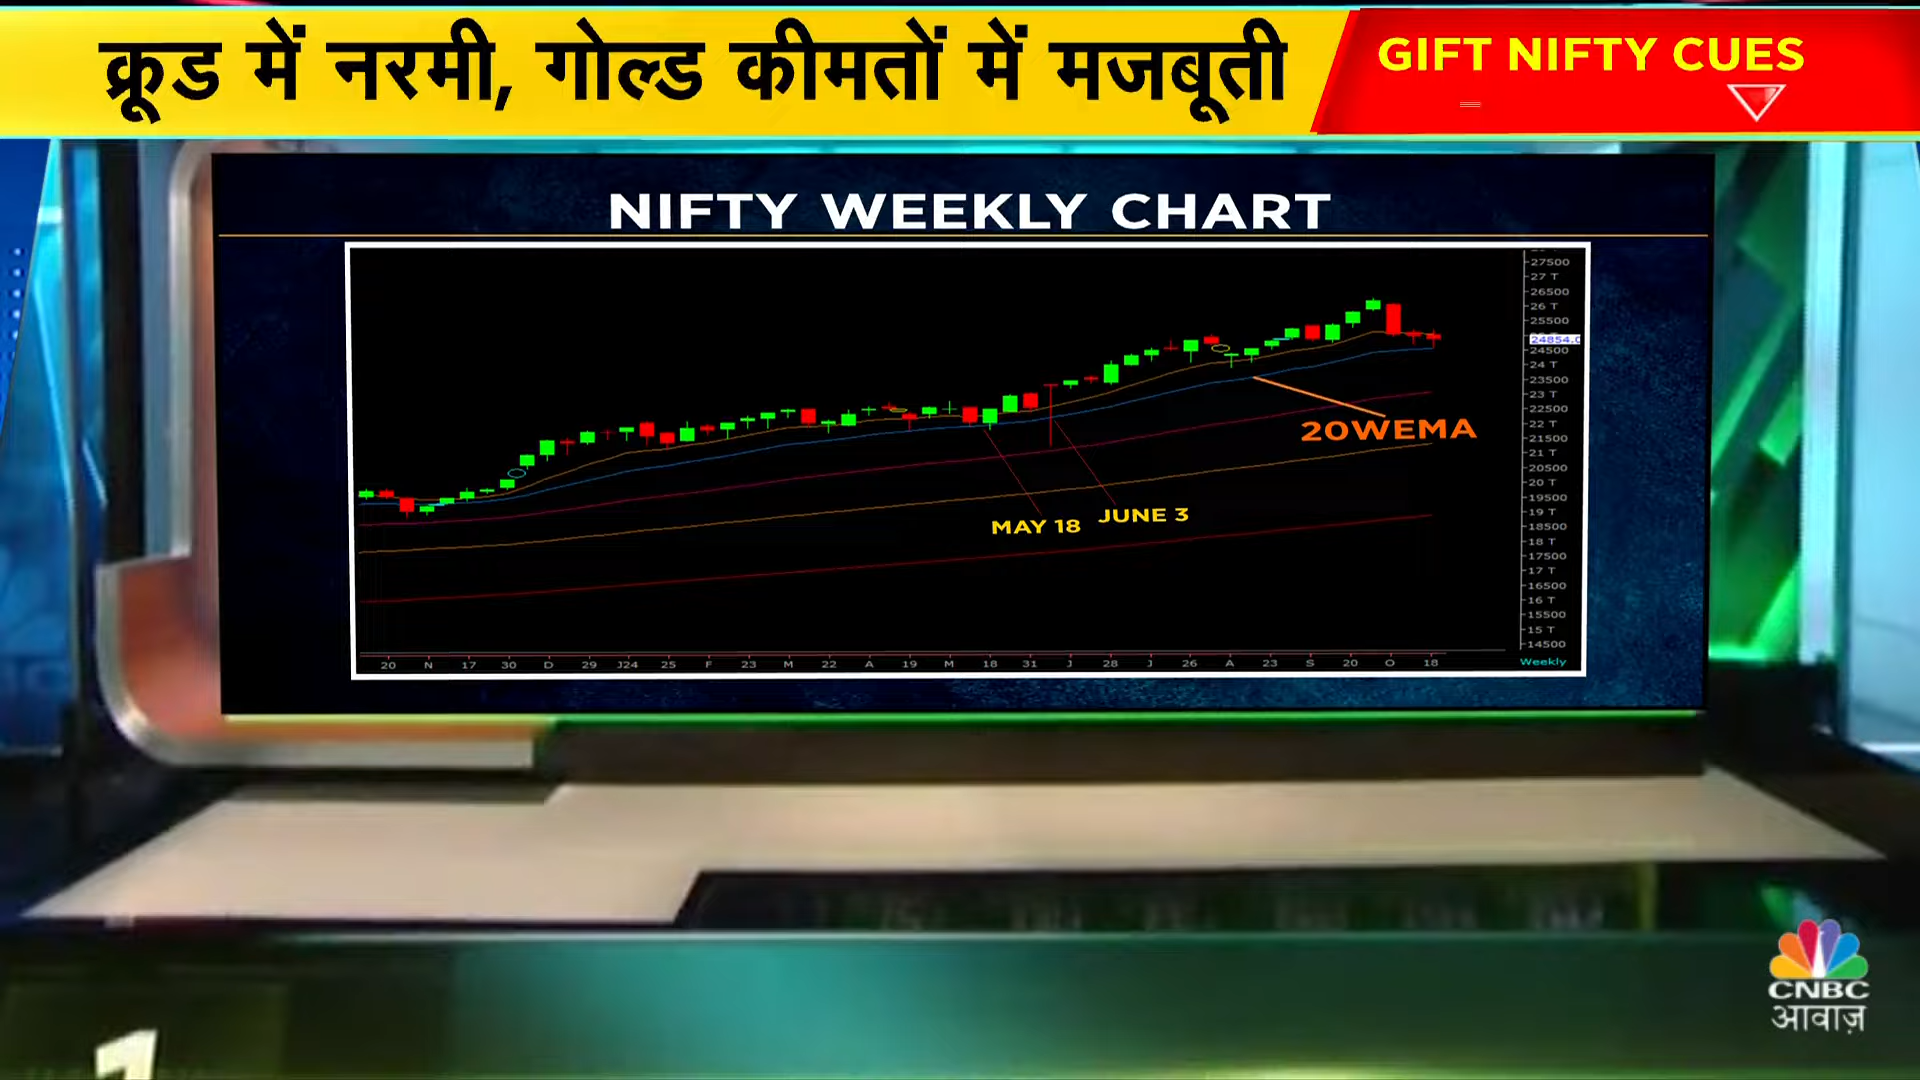 क्रूड में नरमी, गोल्ड कीमतों में मजबूती
GIFT NIFTY CUES
NIFTY WEEKLY CHART
27500
27 T
26500
26 T
25500
24854.0
24500
24 T
23500
23 T
22500
22 T
21500
21 T
20500
20 T
19500
19 T
18500
18 T
17500
17 T
16500
16 T
15500
15 T
14500
20WEMA
MAY 18
JUNE 3
20 N 17 30 D 29 J24 25 F 23 M 22 A 19 M 18 31 J 28 J 26 A 23 S 20 O 18
Weekly
CNBC
आवाज़
1